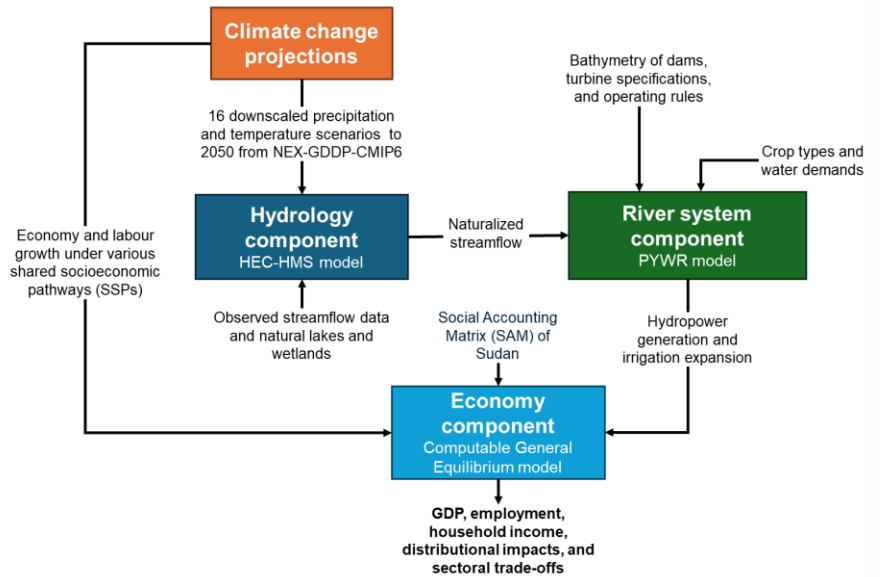 Climate change
projections
16 downscaled precipitation
and temperature scenarios to
2050 from NEX-GDDP-CMIP6
Bathymetry of dams,
turbine specifications,
and operating rules
Crop types and
water demands
Hydrology
component
HEC-HMS model
Naturalized
streamflow
River system
component
PYWR model
Economy and labour
growth under various
shared socioeconomic
pathways (SSPs)
Observed streamflow data
and natural lakes and
wetlands
Social Accounting
Matrix (SAM) of
Sudan
Hydropower
generation and
irrigation expansion
Economy
component
Computable General
Equilibrium model
GDP, employment,
household income,
distributional impacts, and
sectoral trade-offs